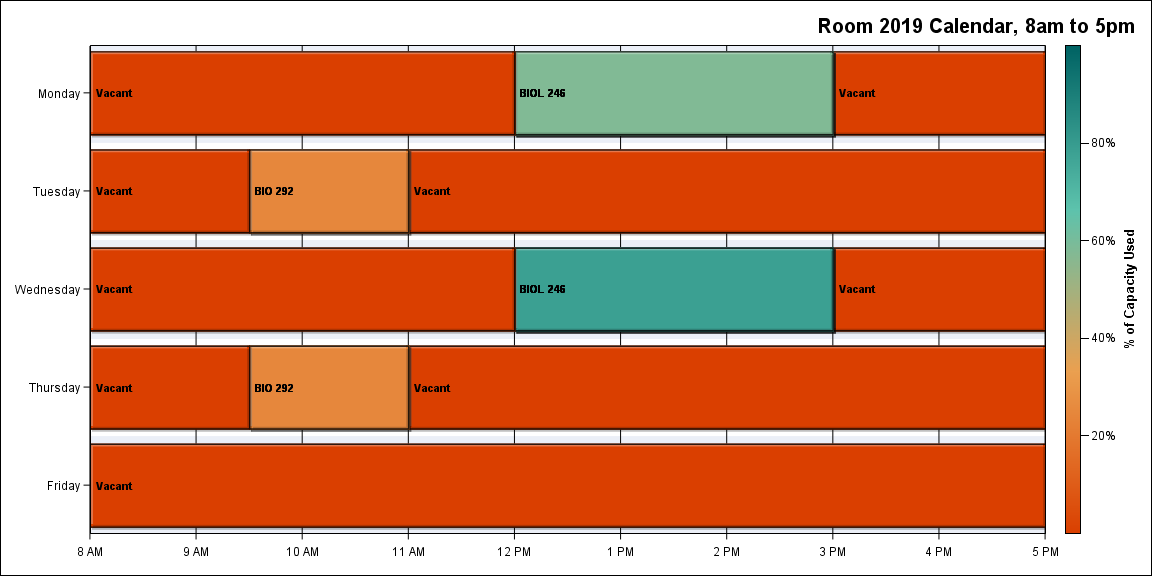 Room 2019 Calendar, 8am to 5pm
Monday
Vacant
BIOL 246
Vacant
Tuesday
Vacant
BIO 292
Vacant
Wednesday
Vacant
BIOL 246
Vacant
Thursday
Vacant
BIO 292
Vacant
Friday
Vacant
8 AM
9 AM
10 AM
11 AM
12 PM
1 PM
2 PM
3 PM
4 PM
5 PM
80%
60%
40%
20%
% of Capacity Used